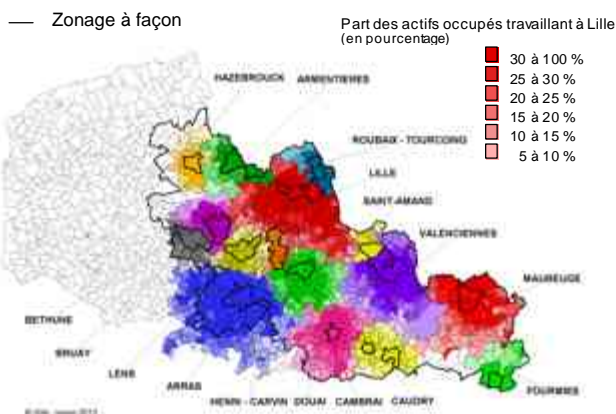 — Zonage à façon
Part des actifs occupés travaillant à Lille
(en pourcentage)
30 à 100 %
25 à 30 %
20 à 25 %
15 à 20 %
10 à 15 %
5 à 10 %
HAZEBROUCK
ARMENTIERES
ROUBAIX - TOURCOING
LILLE
SAINT-AMAND
VALENCIENNES
MAUBEUGE
BETHUNE
BRUAY
LENS
ARRAS
HENIN - CARVIN
DOUAI
CAMBRAI
CAUDRY
FOURMIES